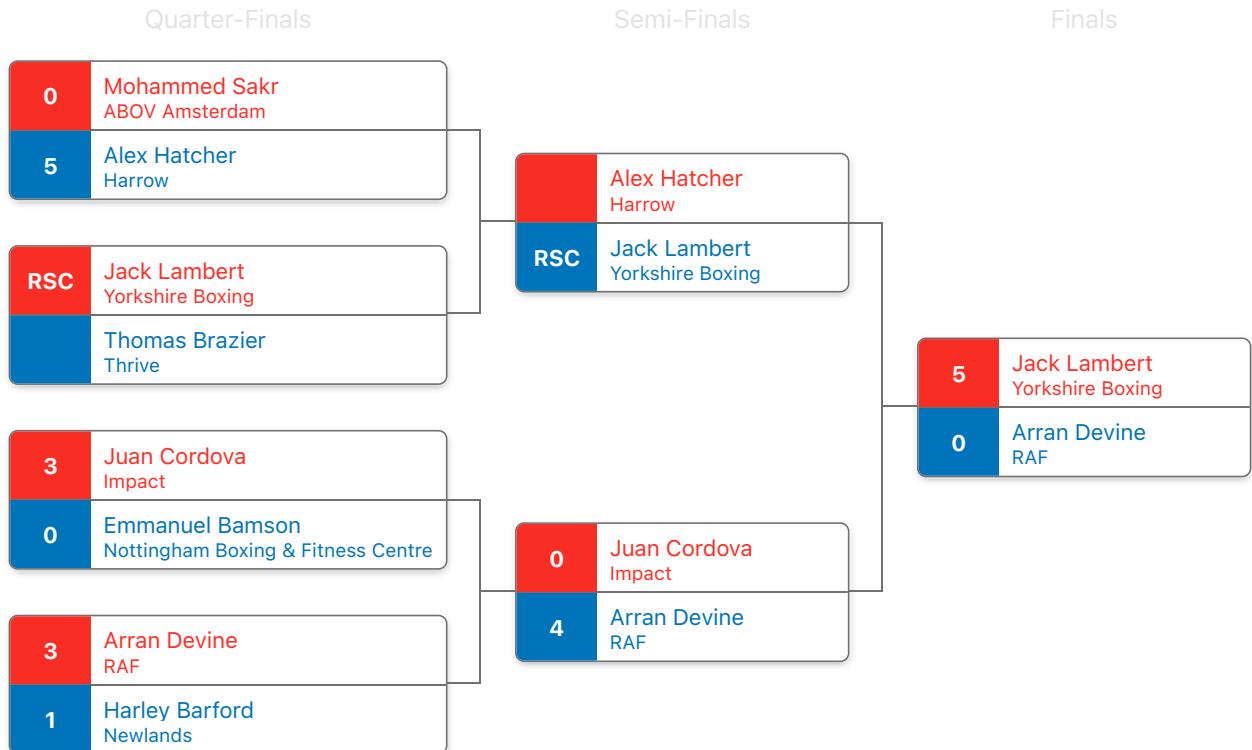 Quarter-Finals
Semi-Finals
Finals
0
Mohammed Sakr
ABOV Amsterdam
5
Alex Hatcher
Harrow
RSC
Jack Lambert
Yorkshire Boxing
Thomas Brazier
Thrive
3
Juan Cordova
Impact
0
Emmanuel Bamson
Nottingham Boxing & Fitness Centre
3
Arran Devine
RAF
1
Harley Barford
Newlands
Alex Hatcher
Harrow
RSC
Jack Lambert
Yorkshire Boxing
0
Juan Cordova
Impact
4
Arran Devine
RAF
5
Jack Lambert
Yorkshire Boxing
0
Arran Devine
RAF